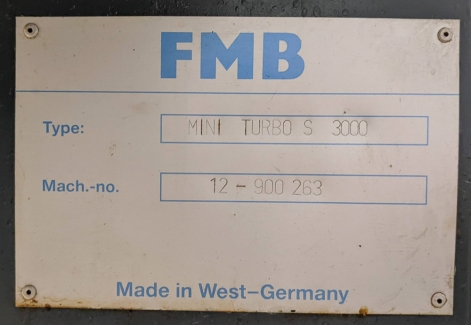 FMB
Type: MINI TURBO S 3000
Mach.-no. 12-900 263
Made in West-Germany